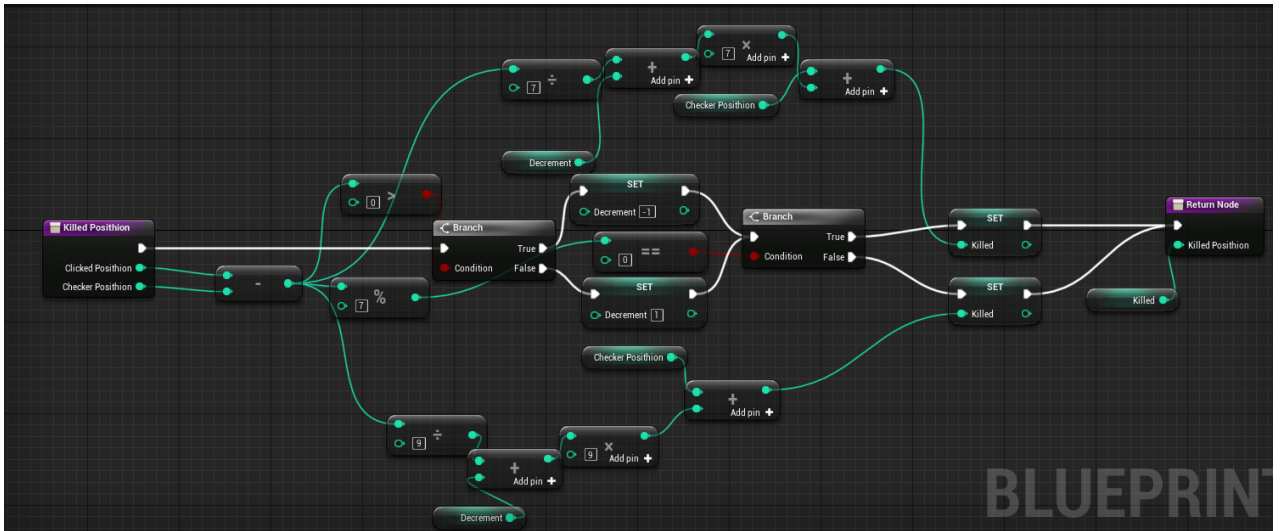 7
÷
+
Add pin +
7
×
Add pin +
Checker Posithion
+
Add pin +
Decrement
0
>
SET
Decrement -1
Killed Posithion
Clicked Posithion
Checker Posithion
-
7
%
Branch
True
Condition
False
0
==
SET
Decrement 1
Branch
True
Condition
False
SET
Killed
SET
Killed
Return Node
Killed Posithion
Killed
Checker Posithion
+
Add pin +
9
÷
+
Add pin +
9
×
Add pin +
Decrement
BLUEPRINT